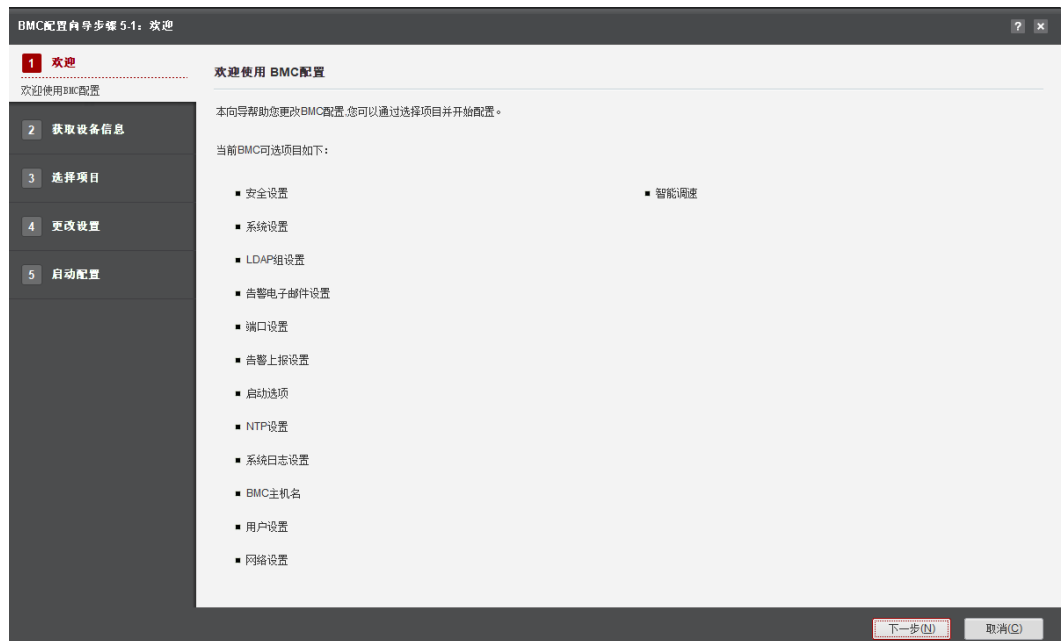 BMC配置向导步骤 5-1：欢迎
? ×
1 欢迎
欢迎使用BMC配置
2 获取设备信息
3 选择项目
4 更改设置
5 启动配置
欢迎使用 BMC配置
本向导帮助您更改BMC配置,您可以通过选择项目并开始配置。
当前BMC可选项目如下：
■ 安全设置
■ 系统设置
■ LDAP组设置
■ 告警电子邮件设置
■ 端口设置
■ 告警上报设置
■ 启动选项
■ NTP设置
■ 系统日志设置
■ BMC主机名
■ 用户设置
■ 网络设置
■ 智能调速
下一步(N)
取消(C)